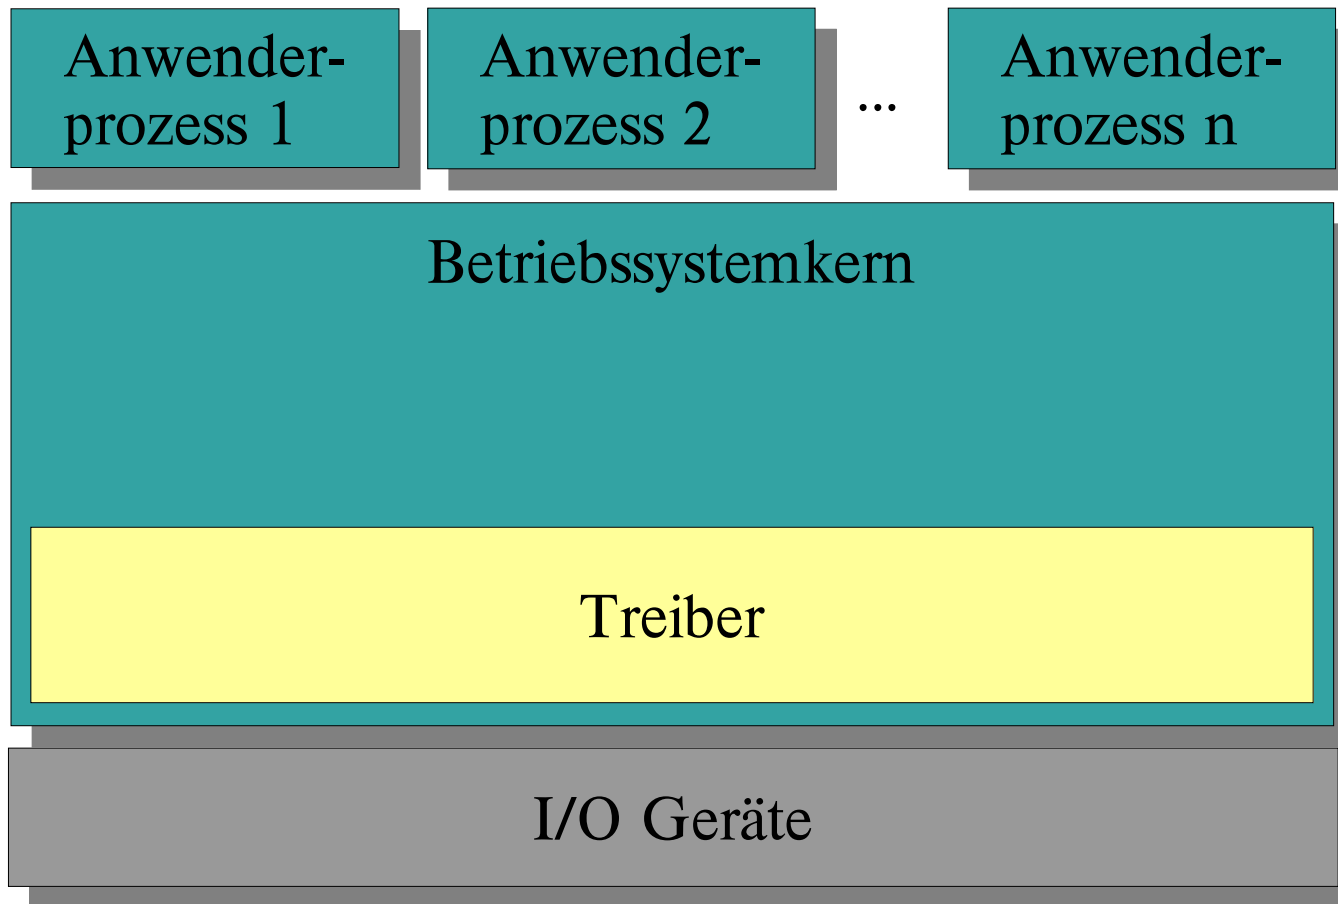 Anwender-
prozess 1
Anwender-
prozess 2
...
Anwender-
prozess n
Betriebssystemkern
Treiber
I/O Geräte